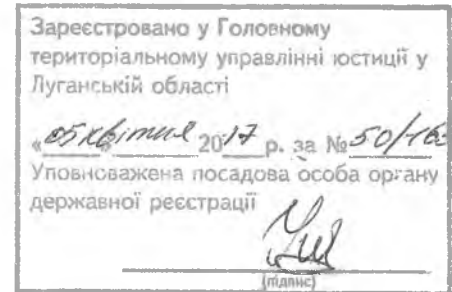 Зареєстровано у Головному
територіальному управлінні юстиції у
Луганській області
«05» квітня 2017 р. за № 50/163
Уповноважена посадова особа органу
державної реєстрації
(підпис)